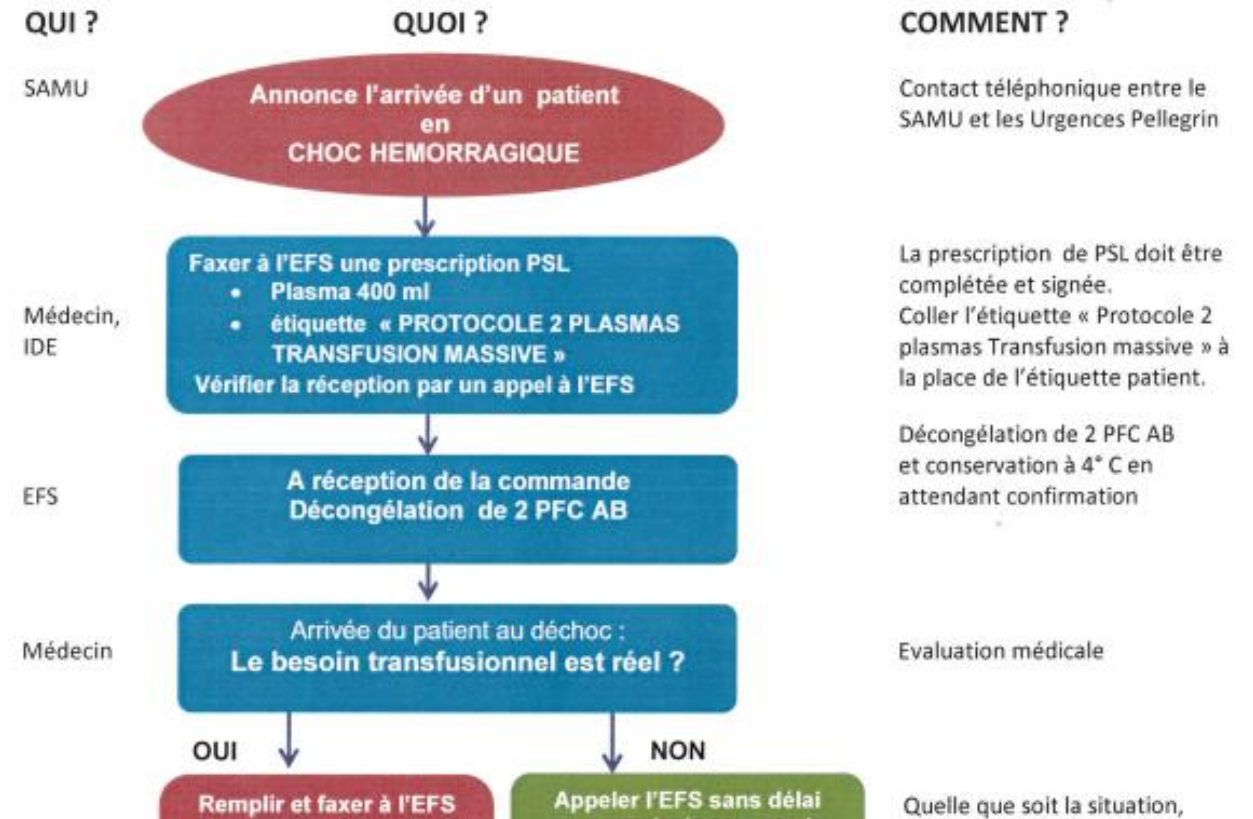 QUI ?
QUOI ?
COMMENT ?
SAMU
Annonce l'arrivée d'un patient
en
CHOC HEMORRAGIQUE
Contact téléphonique entre le
SAMU et les Urgences Pellegrin
Médecin,
IDE
Faxer à l'EFS une prescription PSL
• Plasma 400 ml
• étiquette « PROTOCOLE 2 PLASMAS
TRANSFUSION MASSIVE »
Vérifier la réception par un appel à l'EFS
La prescription de PSL doit être
complétée et signée.
Coller l'étiquette « Protocole 2
plasmas Transfusion massive » à
la place de l'étiquette patient.
EFS
A réception de la commande
Décongélation de 2 PFC AB
Décongélation de 2 PFC AB
et conservation à 4° C en
attendant confirmation
Médecin
Arrivée du patient au déchoc :
Le besoin transfusionnel est réel ?
Evaluation médicale
OUI
NON
Remplir et faxer à l'EFS
Appeler l'EFS sans délai
Quelle que soit la situation,